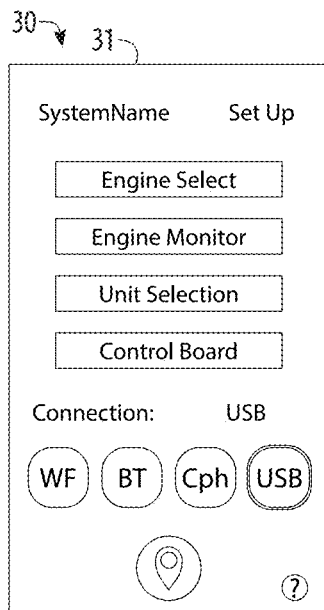 30
31
SystemName Set Up
Engine Select
Engine Monitor
Unit Selection
Control Board
Connection: USB
WF BT Cph USB
?